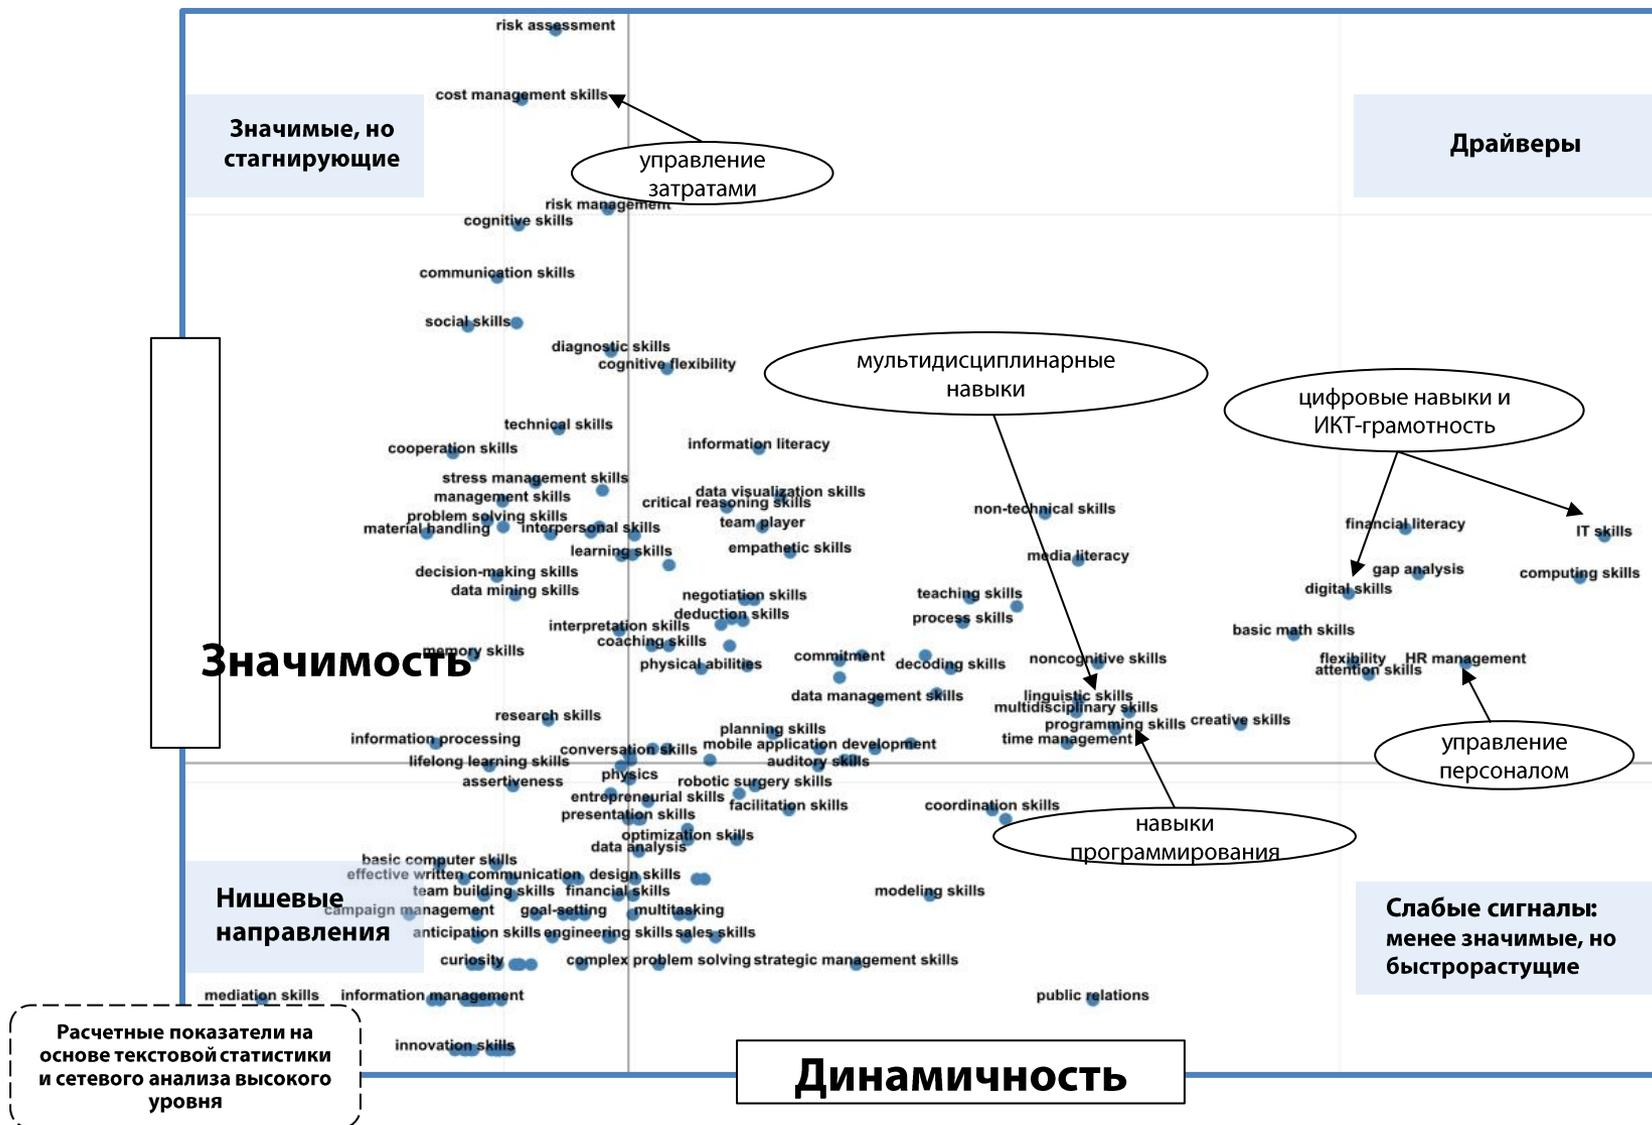 risk assessment
cost management skills
Значимые, но
стагнирующие
Драйверы
управление
затратами
risk management
cognitive skills
communication skills
social skills
diagnostic skills
cognitive flexibility
мультидисциплинарные
навыки
цифровые навыки и
ИКТ-грамотность
technical skills
information literacy
cooperation skills
stress management skills
data visualization skills
management skills
critical reasoning skills
non-technical skills
problem solving skills
team player
material handling
interpersonal skills
financial literacy
IT skills
learning skills
empathetic skills
media literacy
decision-making skills
gap analysis
computing skills
data mining skills
negotiation skills
teaching skills
digital skills
deduction skills
process skills
interpretation skills
basic math skills
coaching skills
memory skills
Значимость
physical abilities
commitment
decoding skills
noncognitive skills
flexibility
HR management
attention skills
data management skills
linguistic skills
multidisciplinary skills
research skills
programming skills
creative skills
planning skills
time management
information processing
conversation skills
mobile application development
управление
персоналом
lifelong learning skills
auditory skills
physics
assertiveness
robotic surgery skills
entrepreneurial skills
facilitation skills
coordination skills
presentation skills
навыки
программирования
optimization skills
data analysis
basic computer skills
effective written communication
design skills
team building skills
financial skills
modeling skills
Нишевые
направления
campaign management
goal-setting
multitasking
Слабые сигналы:
менее значимые, но
быстрорастущие
anticipation skills
engineering skills
sales skills
curiosity
complex problem solving
strategic management skills
mediation skills
information management
public relations
Расчетные показатели на
основе текстовой статистики
и сетевого анализа высокого
уровня
innovation skills
Динамичность